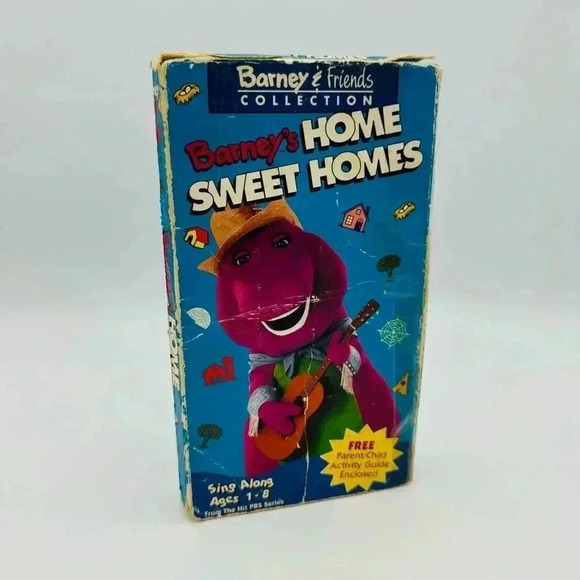 Barney & Friends
COLLECTION
Barney's HOME
SWEET HOMES
HOME
FREE
Parent/Child
Activity Guide
Enclosed
Sing Along
Ages 1-8
From The Hit PBS Series